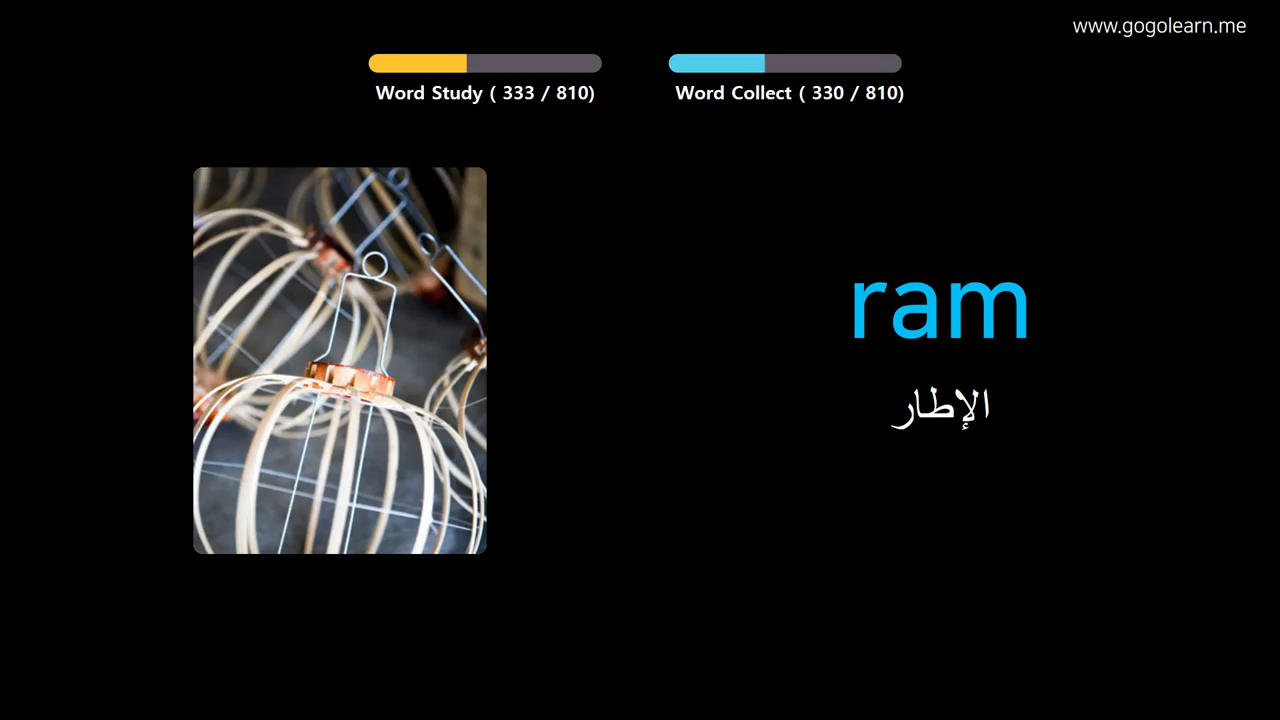 www.gogolearn.me
Word Study ( 333 / 810)
Word Collect ( 330 / 810)
ram
الإطار